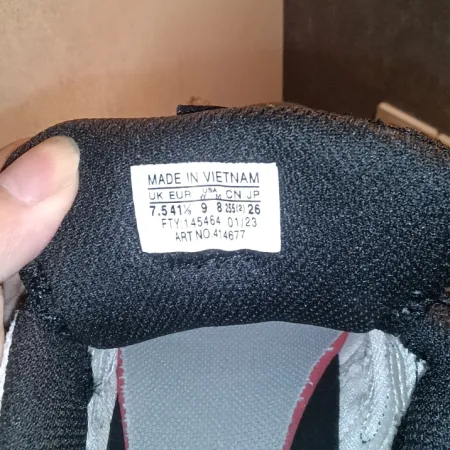 MADE IN VIETNAM
UK EUR USA W M CN JP
7.5 41⅓ 9 8 255(2) 26
FTY 145464 01/23
ART NO.414677